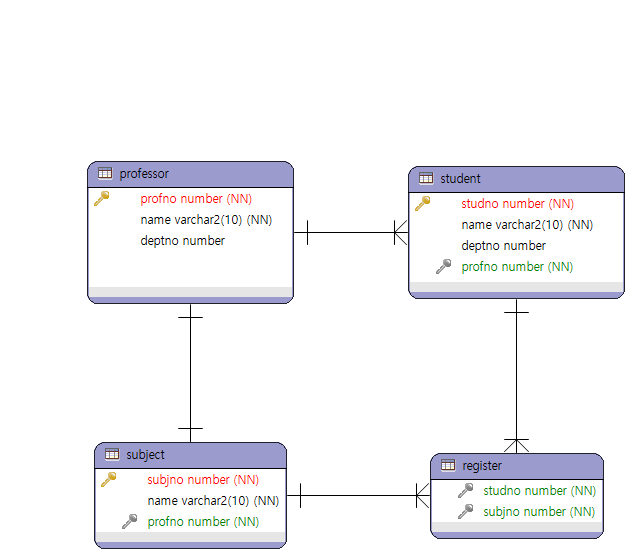 professor
profno number (NN)
name varchar2(10) (NN)
deptno number
student
studno number (NN)
name varchar2(10) (NN)
deptno number
profno number (NN)
subject
subjno number (NN)
name varchar2(10) (NN)
profno number (NN)
register
studno number (NN)
subjno number (NN)